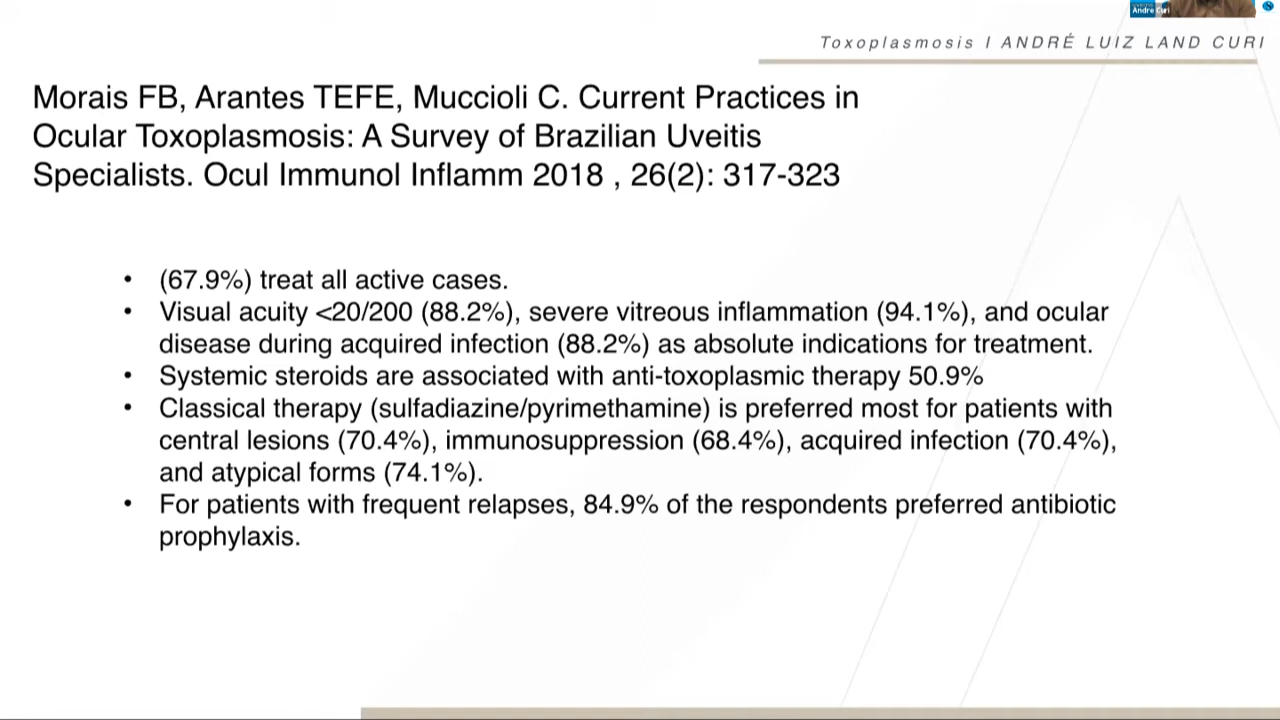 Andre Curi
Toxoplasmosis I ANDRÉ LUIZ LAND CURI
Morais FB, Arantes TEFE, Muccioli C. Current Practices in
Ocular Toxoplasmosis: A Survey of Brazilian Uveitis
Specialists. Ocul Immunol Inflamm 2018 , 26(2): 317-323
• (67.9%) treat all active cases.
• Visual acuity <20/200 (88.2%), severe vitreous inflammation (94.1%), and ocular
disease during acquired infection (88.2%) as absolute indications for treatment.
• Systemic steroids are associated with anti-toxoplasmic therapy 50.9%
• Classical therapy (sulfadiazine/pyrimethamine) is preferred most for patients with
central lesions (70.4%), immunosuppression (68.4%), acquired infection (70.4%),
and atypical forms (74.1%).
• For patients with frequent relapses, 84.9% of the respondents preferred antibiotic
prophylaxis.